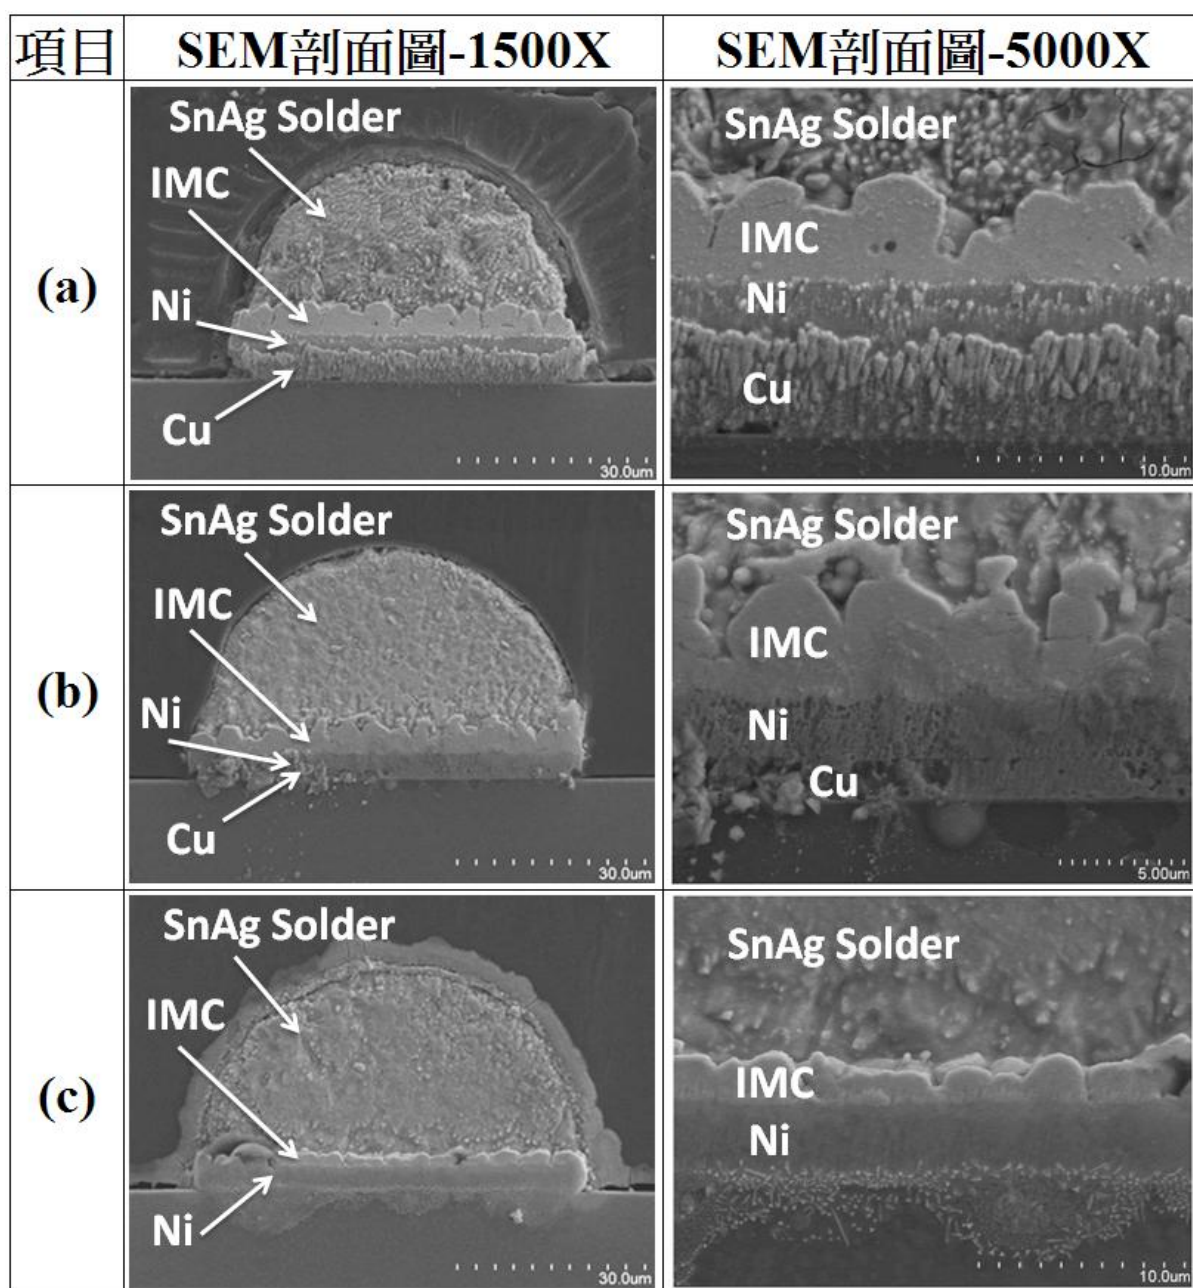 項目
SEM剖面圖-1500X
SEM剖面圖-5000X
(a)
SnAg Solder
IMC
Ni
Cu
30.0um
SnAg Solder
IMC
Ni
Cu
10.0um
(b)
SnAg Solder
IMC
Ni
Cu
30.0um
SnAg Solder
IMC
Ni
Cu
5.00um
(c)
SnAg Solder
IMC
Ni
30.0um
SnAg Solder
IMC
Ni
10.0um